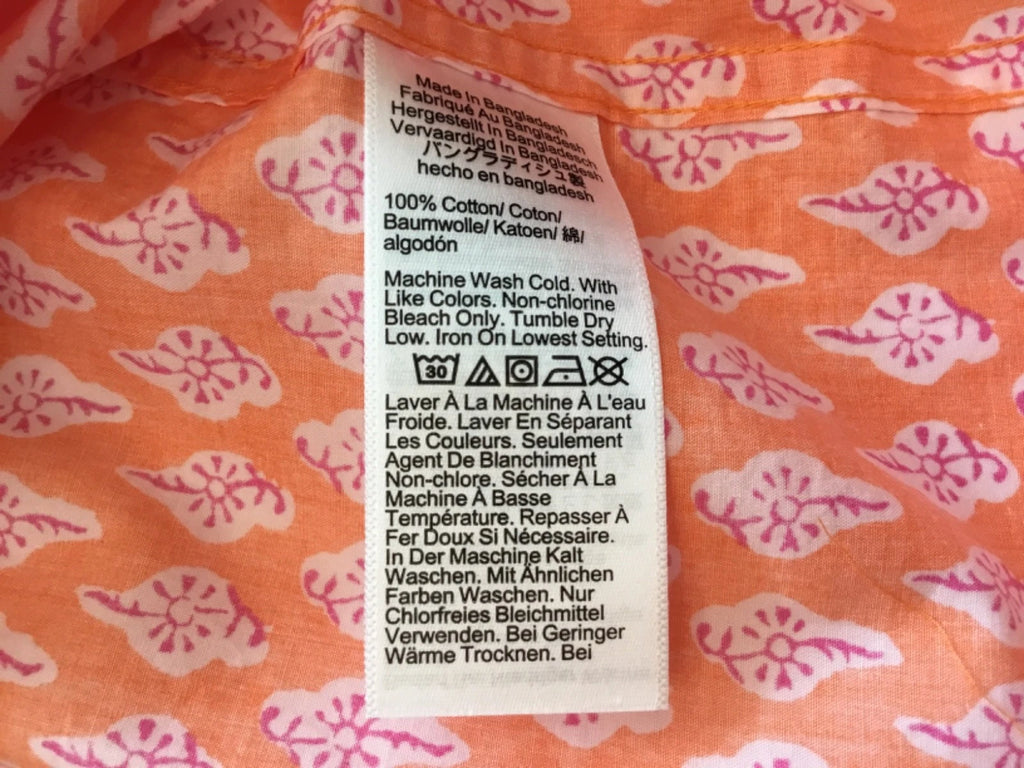 Made In Bangladesh
Fabriqué Au Bangladesh
Hergestellt In Bangladesch
Vervaardigd In Bangladesh
バングラディシュ製
hecho en bangladesh
100% Cotton/ Coton/
Baumwolle/ Katoen/ 綿/
algodón
Machine Wash Cold. With
Like Colors. Non-chlorine
Bleach Only. Tumble Dry
Low. Iron On Lowest Setting.
30
Laver À La Machine À L'eau
Froide. Laver En Séparant
Les Couleurs. Seulement
Agent De Blanchiment
Non-chlore. Sécher À La
Machine À Basse
Température. Repasser À
Fer Doux Si Nécessaire.
In Der Maschine Kalt
Waschen. Mit Ähnlichen
Farben Waschen. Nur
Chlorfreies Bleichmittel
Verwenden. Bei Geringer
Wärme Trocknen. Bei